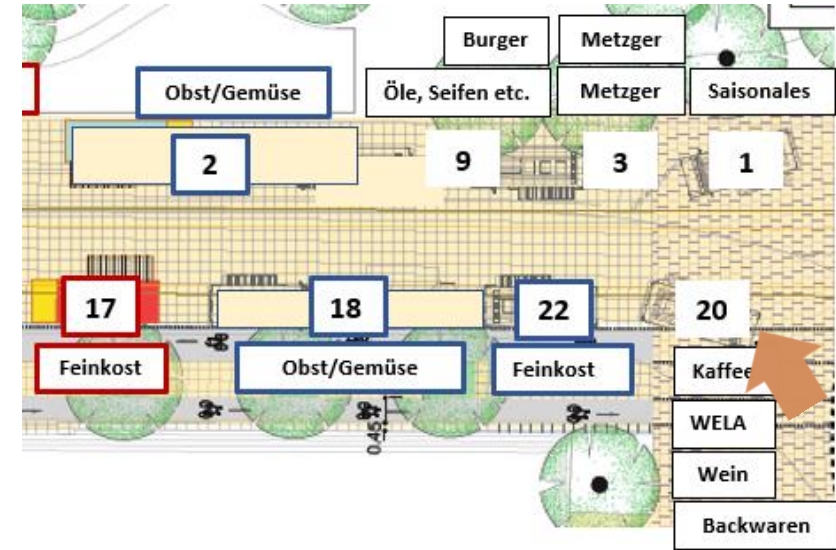 Burger
Metzger
Obst/Gemüse
Öle, Seifen etc.
Metzger
Saisonales
2
9
3
1
17
18
22
20
Feinkost
Obst/Gemüse
Feinkost
Kaffee
WELA
Wein
Backwaren
0.45